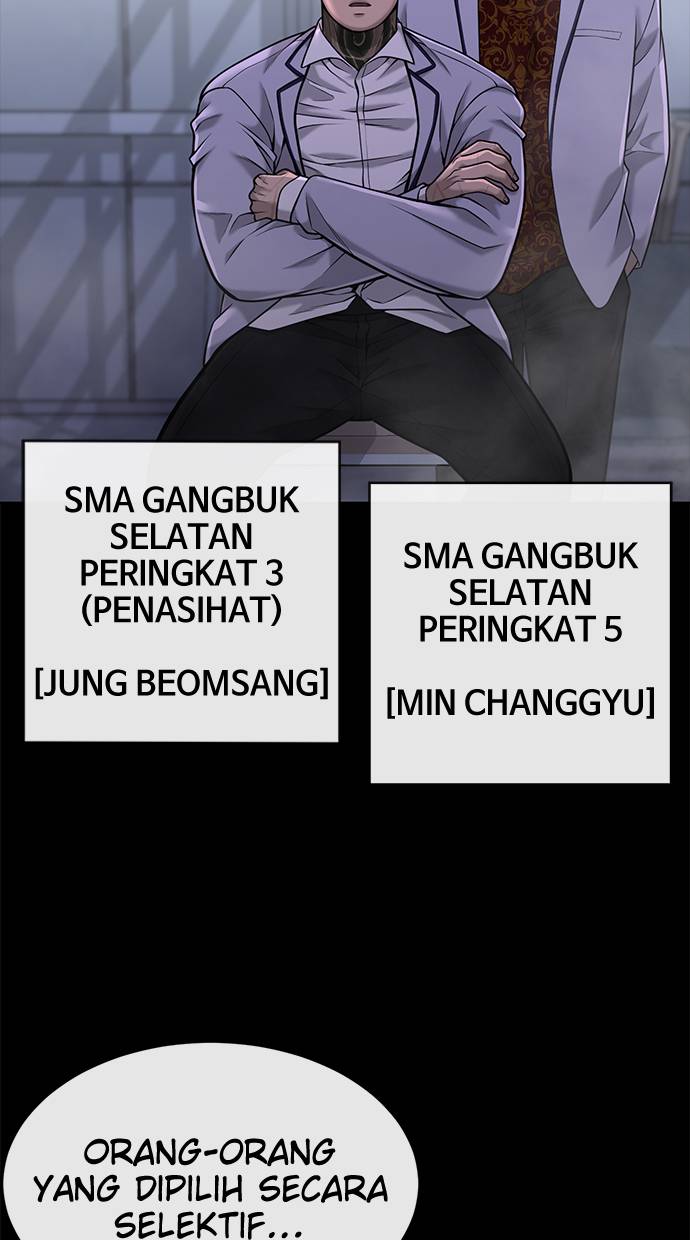 SMA GANGBUK
SELATAN
PERINGKAT 3
(PENASIHAT)
[JUNG BEOMSANG]
SMA GANGBUK
SELATAN
PERINGKAT 5
[MIN CHANGGYU]
ORANG-ORANG
YANG DIPILIH SECARA
SELEKTIF...